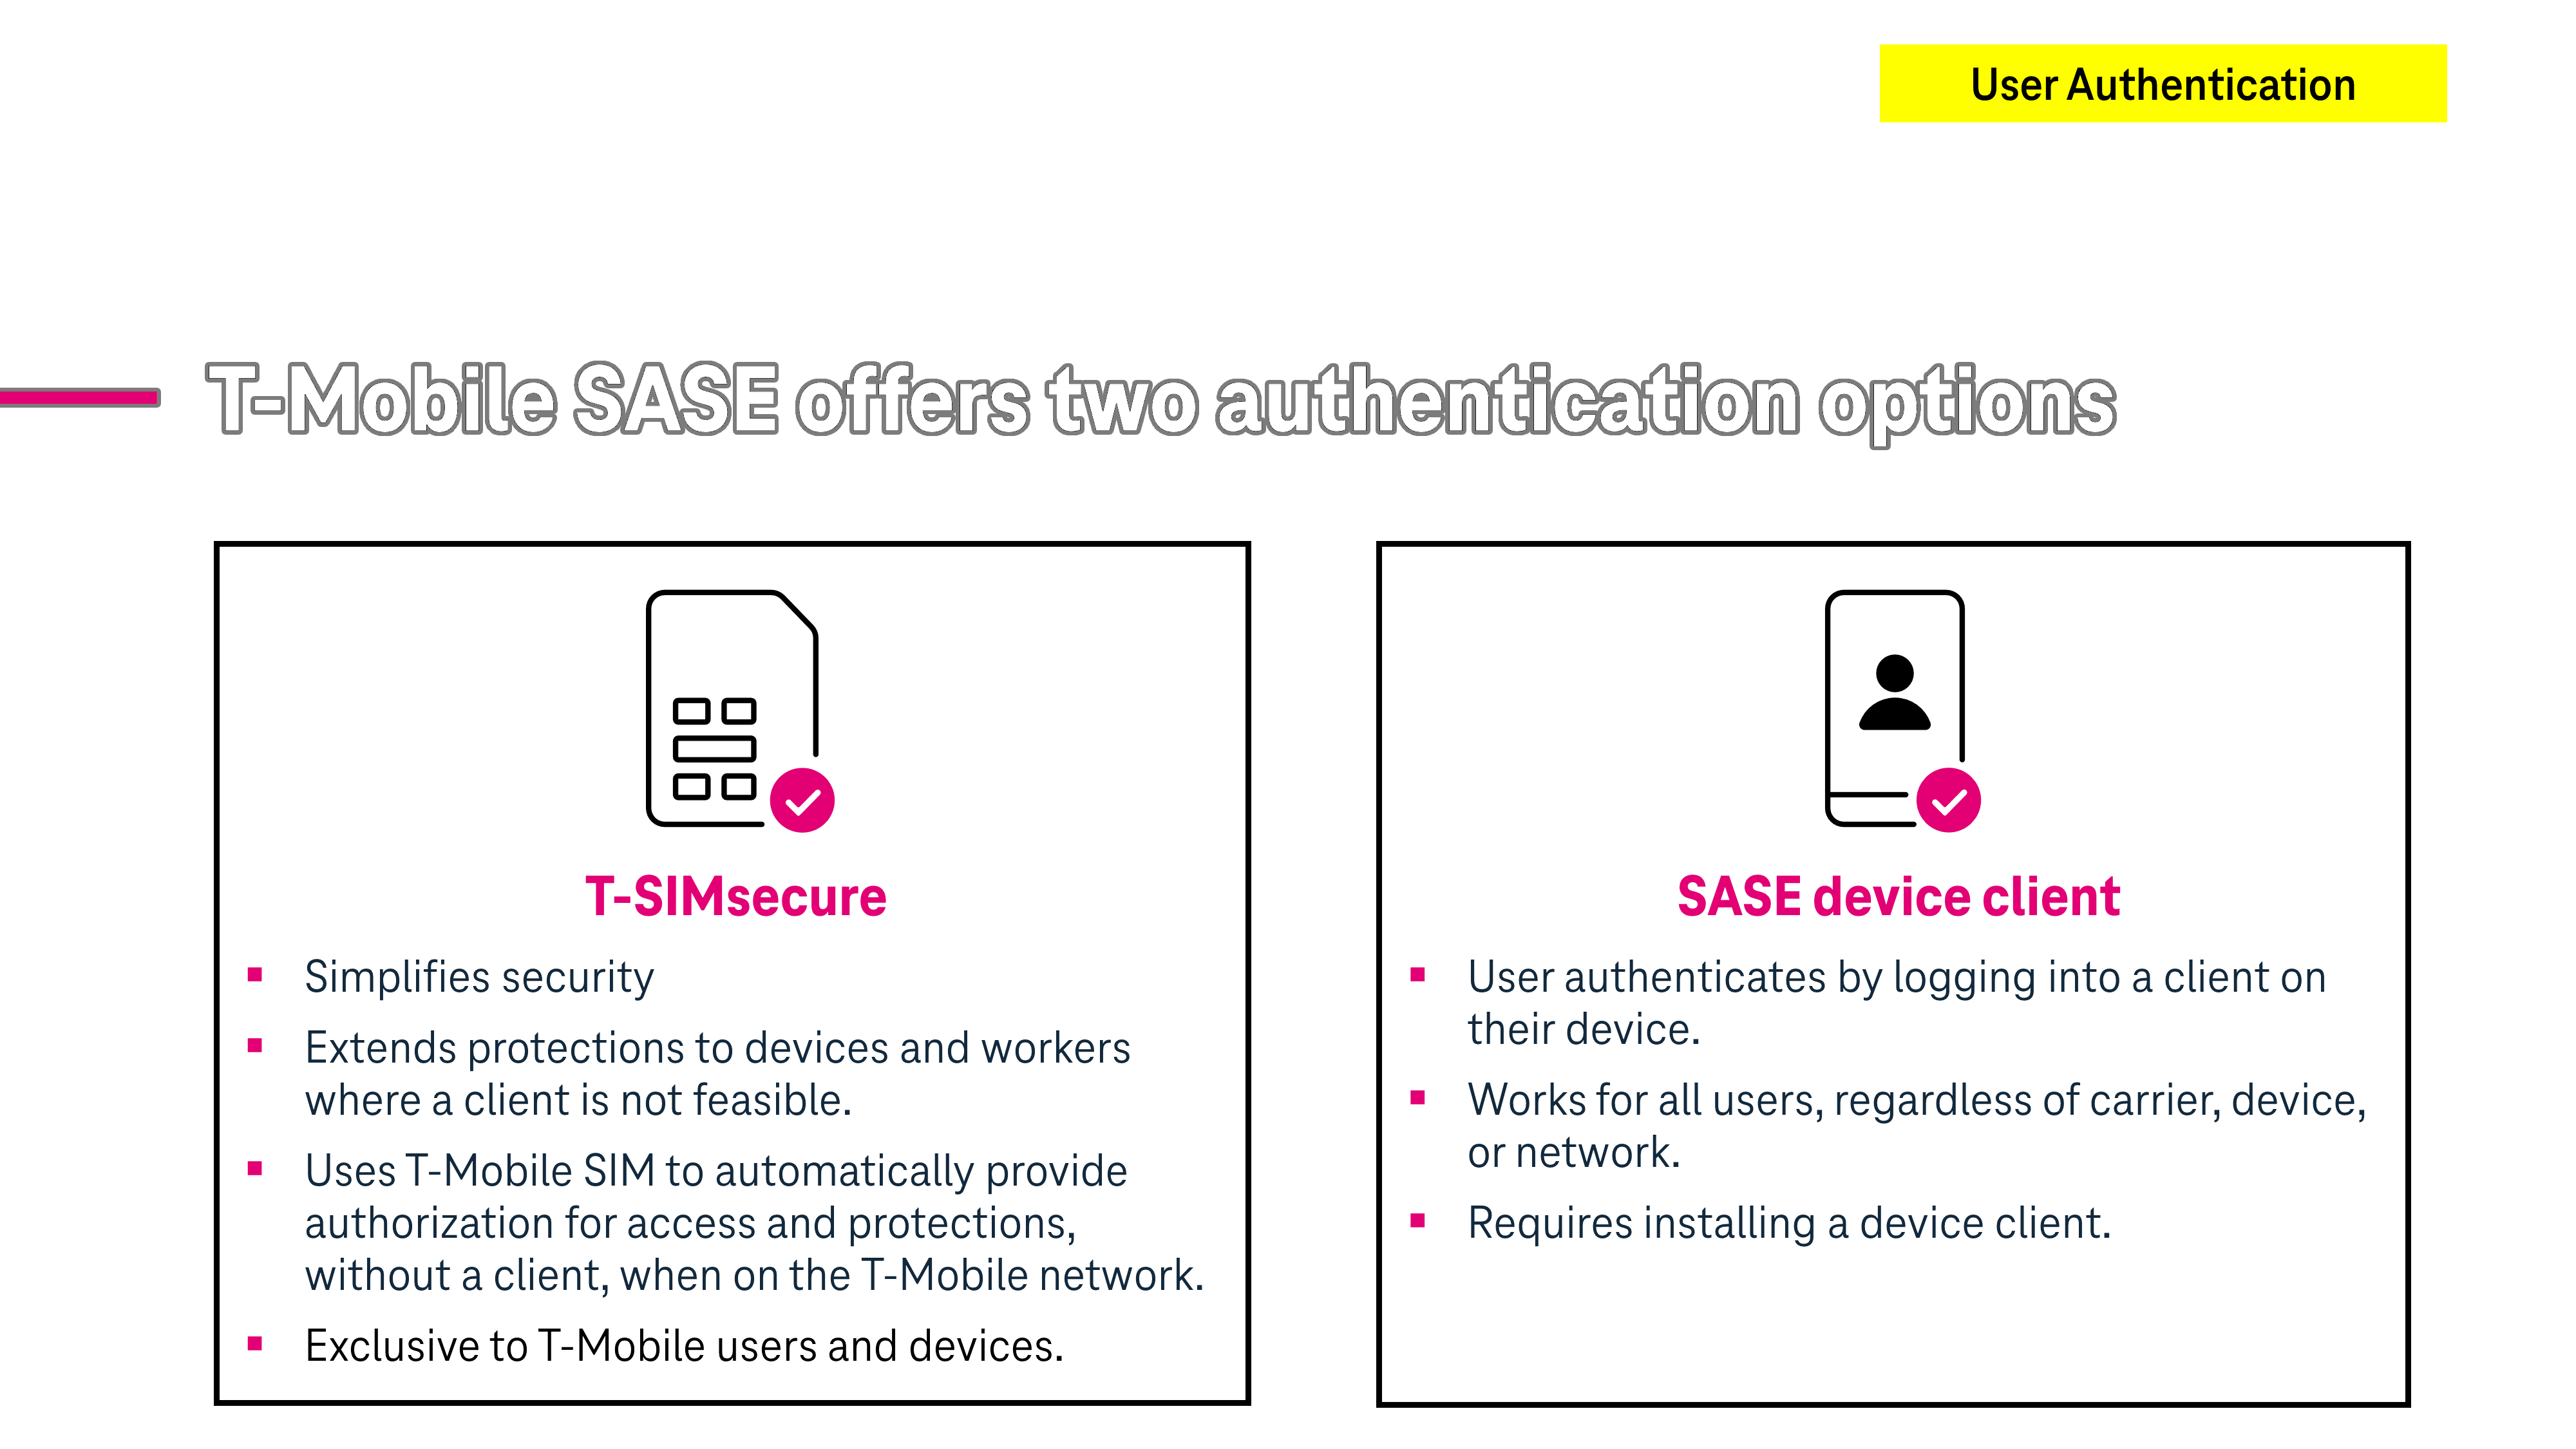 User Authentication
T-Mobile SASE offers two authentication options
T-SIMsecure
▪ Simplifies security
▪ Extends protections to devices and workers
where a client is not feasible.
▪ Uses T-Mobile SIM to automatically provide
authorization for access and protections,
without a client, when on the T-Mobile network.
▪ Exclusive to T-Mobile users and devices.
SASE device client
▪ User authenticates by logging into a client on
their device.
▪ Works for all users, regardless of carrier, device,
or network.
▪ Requires installing a device client.